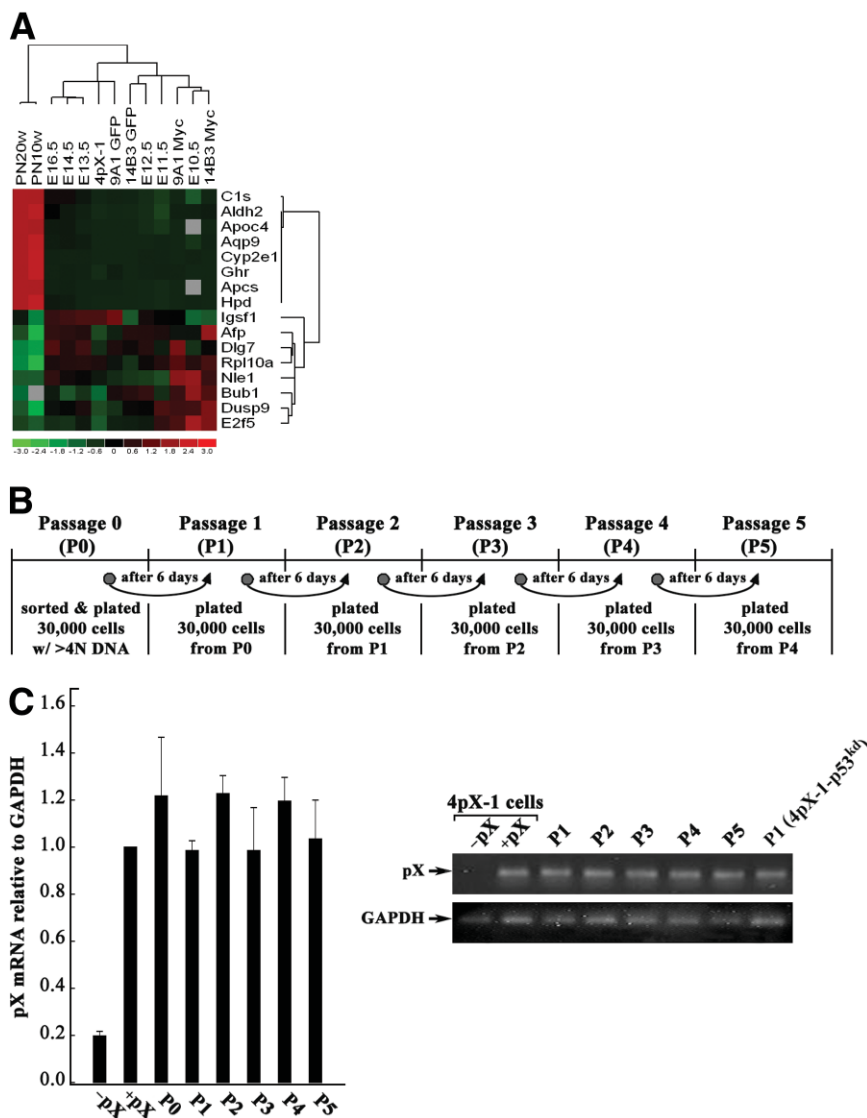 A
PN20w
PN10w
E16.5
E14.5
E13.5
4pX-1
9A1 GFP
14B3 GFP
E12.5
E11.5
9A1 Myc
E10.5
14B3 Myc
C1s
Aldh2
Apoc4
Aqp9
Cyp2e1
Ghr
Apcs
Hpd
Igsf1
Afp
Dlg7
Rpl10a
Nle1
Bub1
Dusp9
E2f5
-3.0 -2.4 -1.8 -1.2 -0.6 0 0.6 1.2 1.8 2.4 3.0
B
Passage 0 Passage 1 Passage 2 Passage 3 Passage 4 Passage 5
(P0) (P1) (P2) (P3) (P4) (P5)
after 6 days after 6 days after 6 days after 6 days after 6 days
sorted & plated plated plated plated plated plated
30,000 cells 30,000 cells 30,000 cells 30,000 cells 30,000 cells 30,000 cells
w/ >4N DNA from P0 from P1 from P2 from P3 from P4
C
pX mRNA relative to GAPDH
1.6
1.4
1.2
1.0
0.8
0.6
0.4
0.2
0.0
-pX +pX P0 P1 P2 P3 P4 P5
4pX-1 cells
-pX +pX P1 P2 P3 P4 P5 P1 (4pX-1-p53kd)
pX
GAPDH